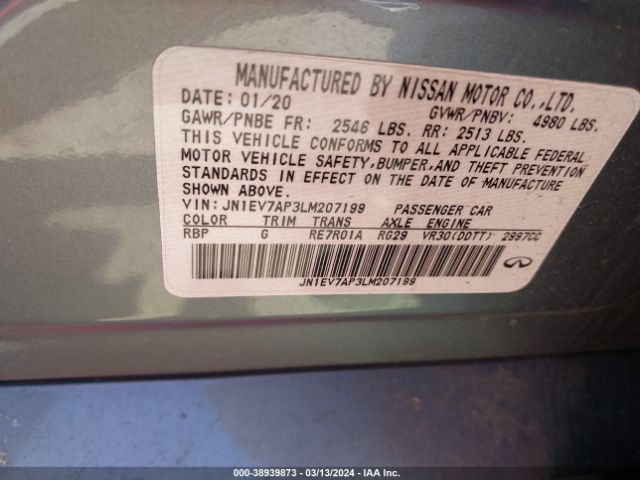 MANUFACTURED BY NISSAN MOTOR CO.,LTD.
DATE: 01/20 GVWR/PNBV: 4980 LBS.
GAWR/PNBE FR: 2546 LBS. RR: 2513 LBS.
THIS VEHICLE CONFORMS TO ALL APPLICABLE FEDERAL
MOTOR VEHICLE SAFETY,BUMPER,AND THEFT PREVENTION
STANDARDS IN EFFECT ON THE DATE OF MANUFACTURE
SHOWN ABOVE.
VIN: JN1EV7AP3LM207199 PASSENGER CAR
COLOR TRIM TRANS AXLE ENGINE
RBP G RE7R01A RG29 VR30(DDTT) 2997CC
JN1EV7AP3LM207199
000-38939873 - 03/13/2024 - IAA Inc.